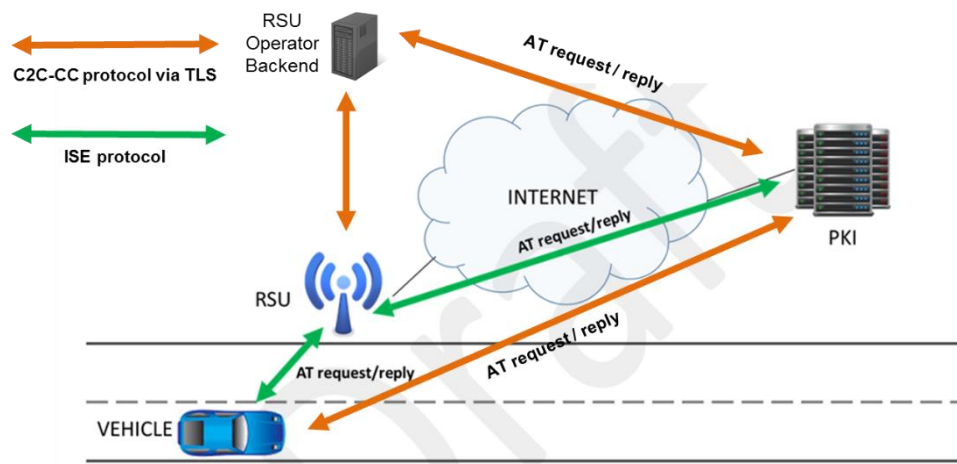 RSU
Operator
Backend
C2C-CC protocol via TLS
AT request / reply
ISE protocol
INTERNET
PKI
AT request/reply
RSU
AT request / reply
AT request/reply
VEHICLE
Draft